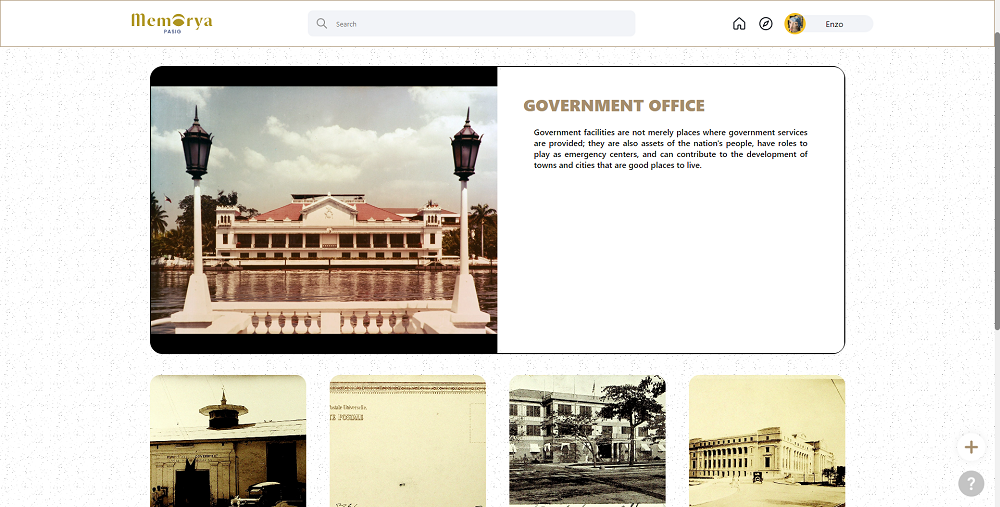 Memorya
PASIG
Search
Enzo
GOVERNMENT OFFICE
Government facilities are not merely places where government services
are provided; they are also assets of the nation's people, have roles to
play as emergency centers, and can contribute to the development of
towns and cities that are good places to live.
Postale Universelle.
POSTALE
+
?